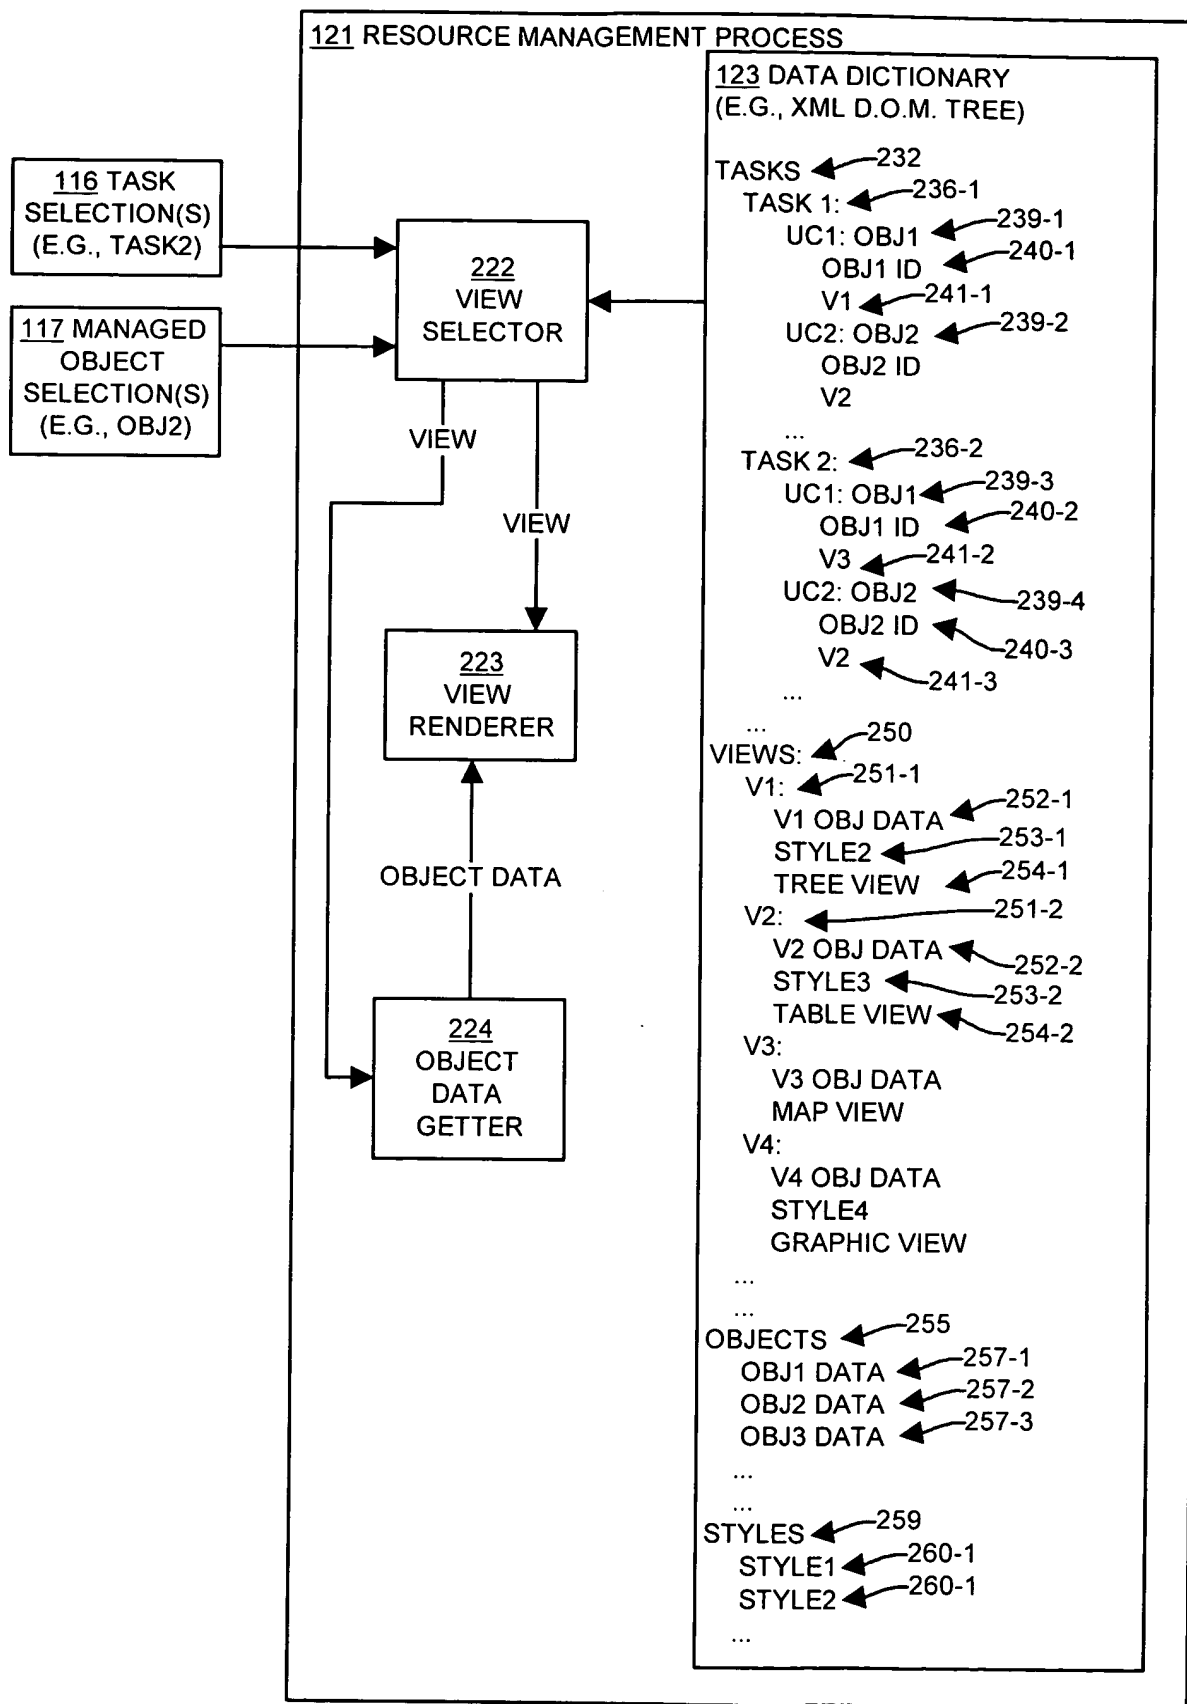 121 RESOURCE MANAGEMENT PROCESS
116 TASK
SELECTION(S)
(E.G., TASK2)
117 MANAGED
OBJECT
SELECTION(S)
(E.G., OBJ2)
222
VIEW
SELECTOR
VIEW
VIEW
223
VIEW
RENDERER
OBJECT DATA
224
OBJECT
DATA
GETTER
123 DATA DICTIONARY
(E.G., XML D.O.M. TREE)
TASKS 232
TASK 1: 236-1
UC1: OBJ1 239-1
OBJ1 ID 240-1
V1 241-1
UC2: OBJ2 239-2
OBJ2 ID
V2
...
TASK 2: 236-2
UC1: OBJ1 239-3
OBJ1 ID 240-2
V3 241-2
UC2: OBJ2 239-4
OBJ2 ID 240-3
V2 241-3
...
...
VIEWS: 250
V1: 251-1
V1 OBJ DATA 252-1
STYLE2 253-1
TREE VIEW 254-1
V2: 251-2
V2 OBJ DATA 252-2
STYLE3 253-2
TABLE VIEW 254-2
V3:
V3 OBJ DATA
MAP VIEW
V4:
V4 OBJ DATA
STYLE4
GRAPHIC VIEW
...
...
OBJECTS 255
OBJ1 DATA 257-1
OBJ2 DATA 257-2
OBJ3 DATA 257-3
...
...
STYLES 259
STYLE1 260-1
STYLE2 260-1
...